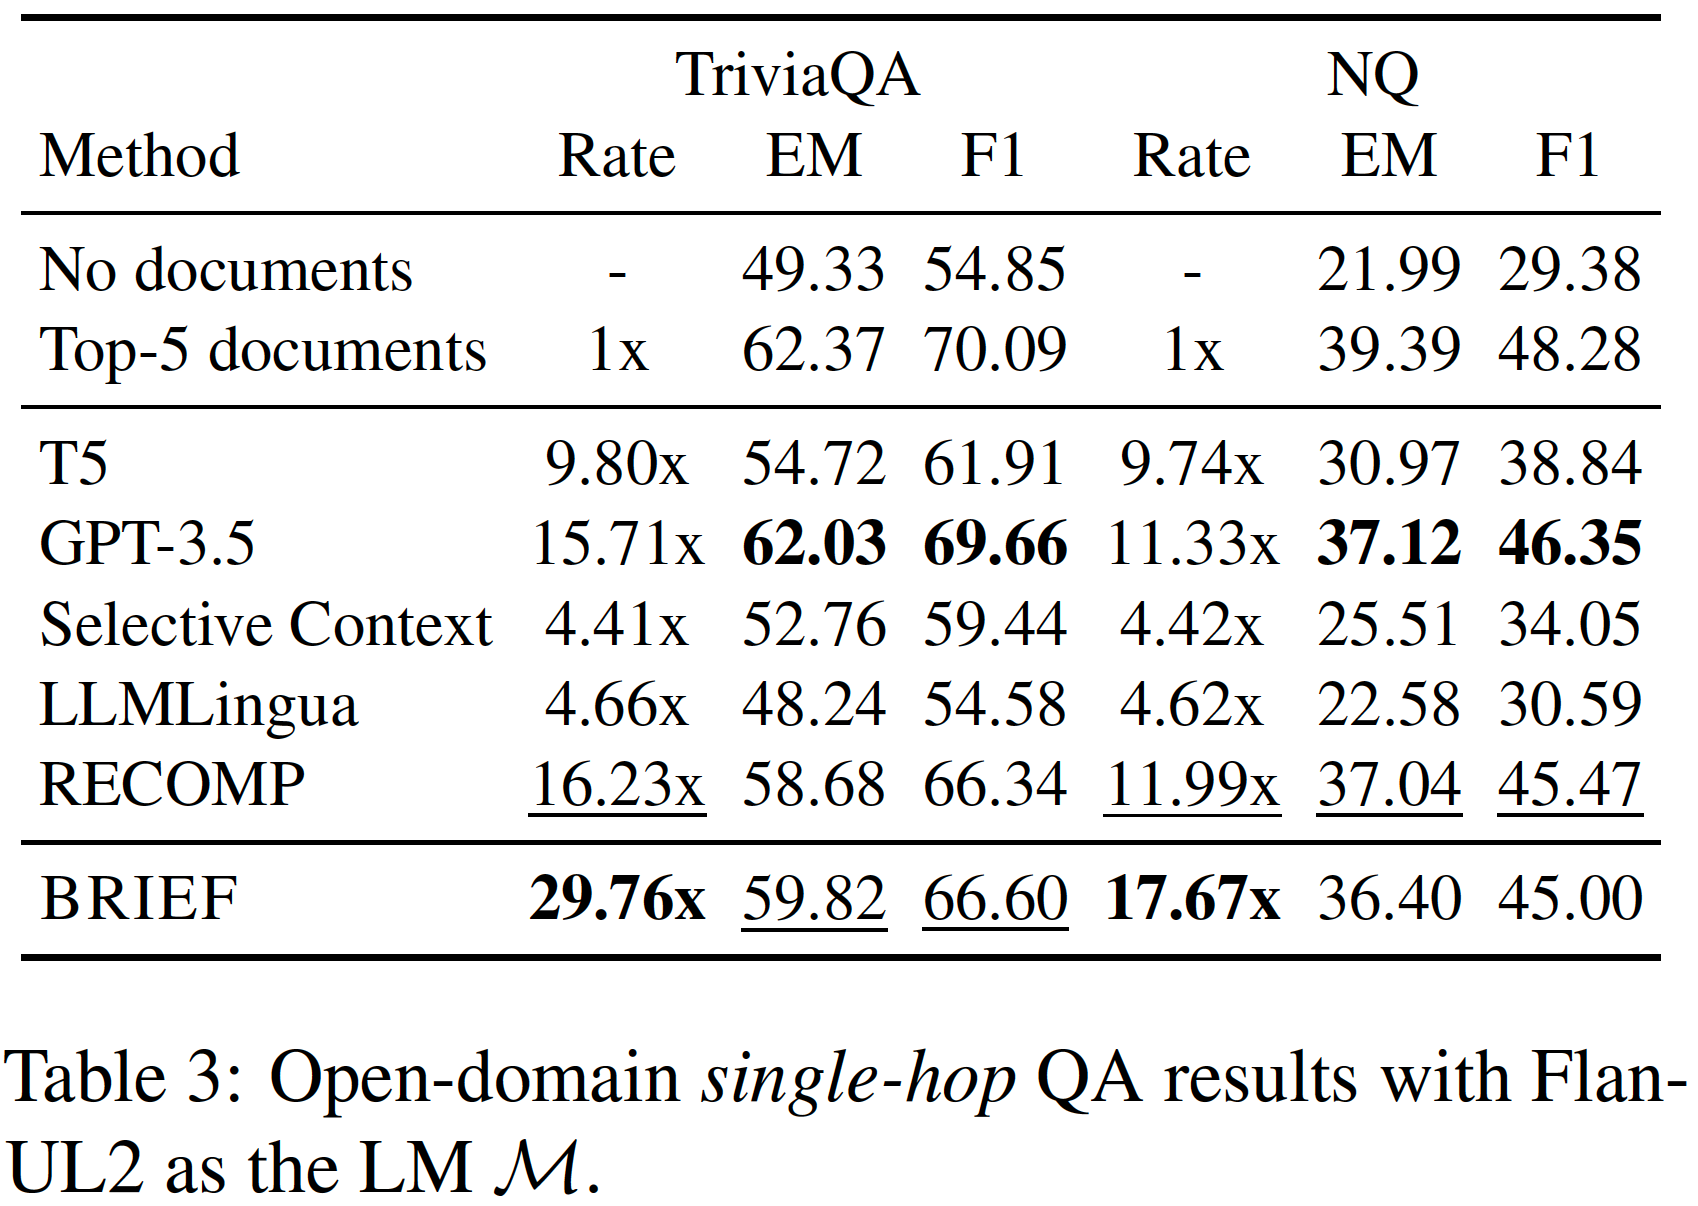 TriviaQA NQ
Method Rate EM F1 Rate EM F1
No documents - 49.33 54.85 - 21.99 29.38
Top-5 documents 1x 62.37 70.09 1x 39.39 48.28
T5 9.80x 54.72 61.91 9.74x 30.97 38.84
GPT-3.5 15.71x 62.03 69.66 11.33x 37.12 46.35
Selective Context 4.41x 52.76 59.44 4.42x 25.51 34.05
LLMLingua 4.66x 48.24 54.58 4.62x 22.58 30.59
RECOMP 16.23x 58.68 66.34 11.99x 37.04 45.47
BRIEF 29.76x 59.82 66.60 17.67x 36.40 45.00
Table 3: Open-domain single-hop QA results with Flan-
UL2 as the LM ℳ.